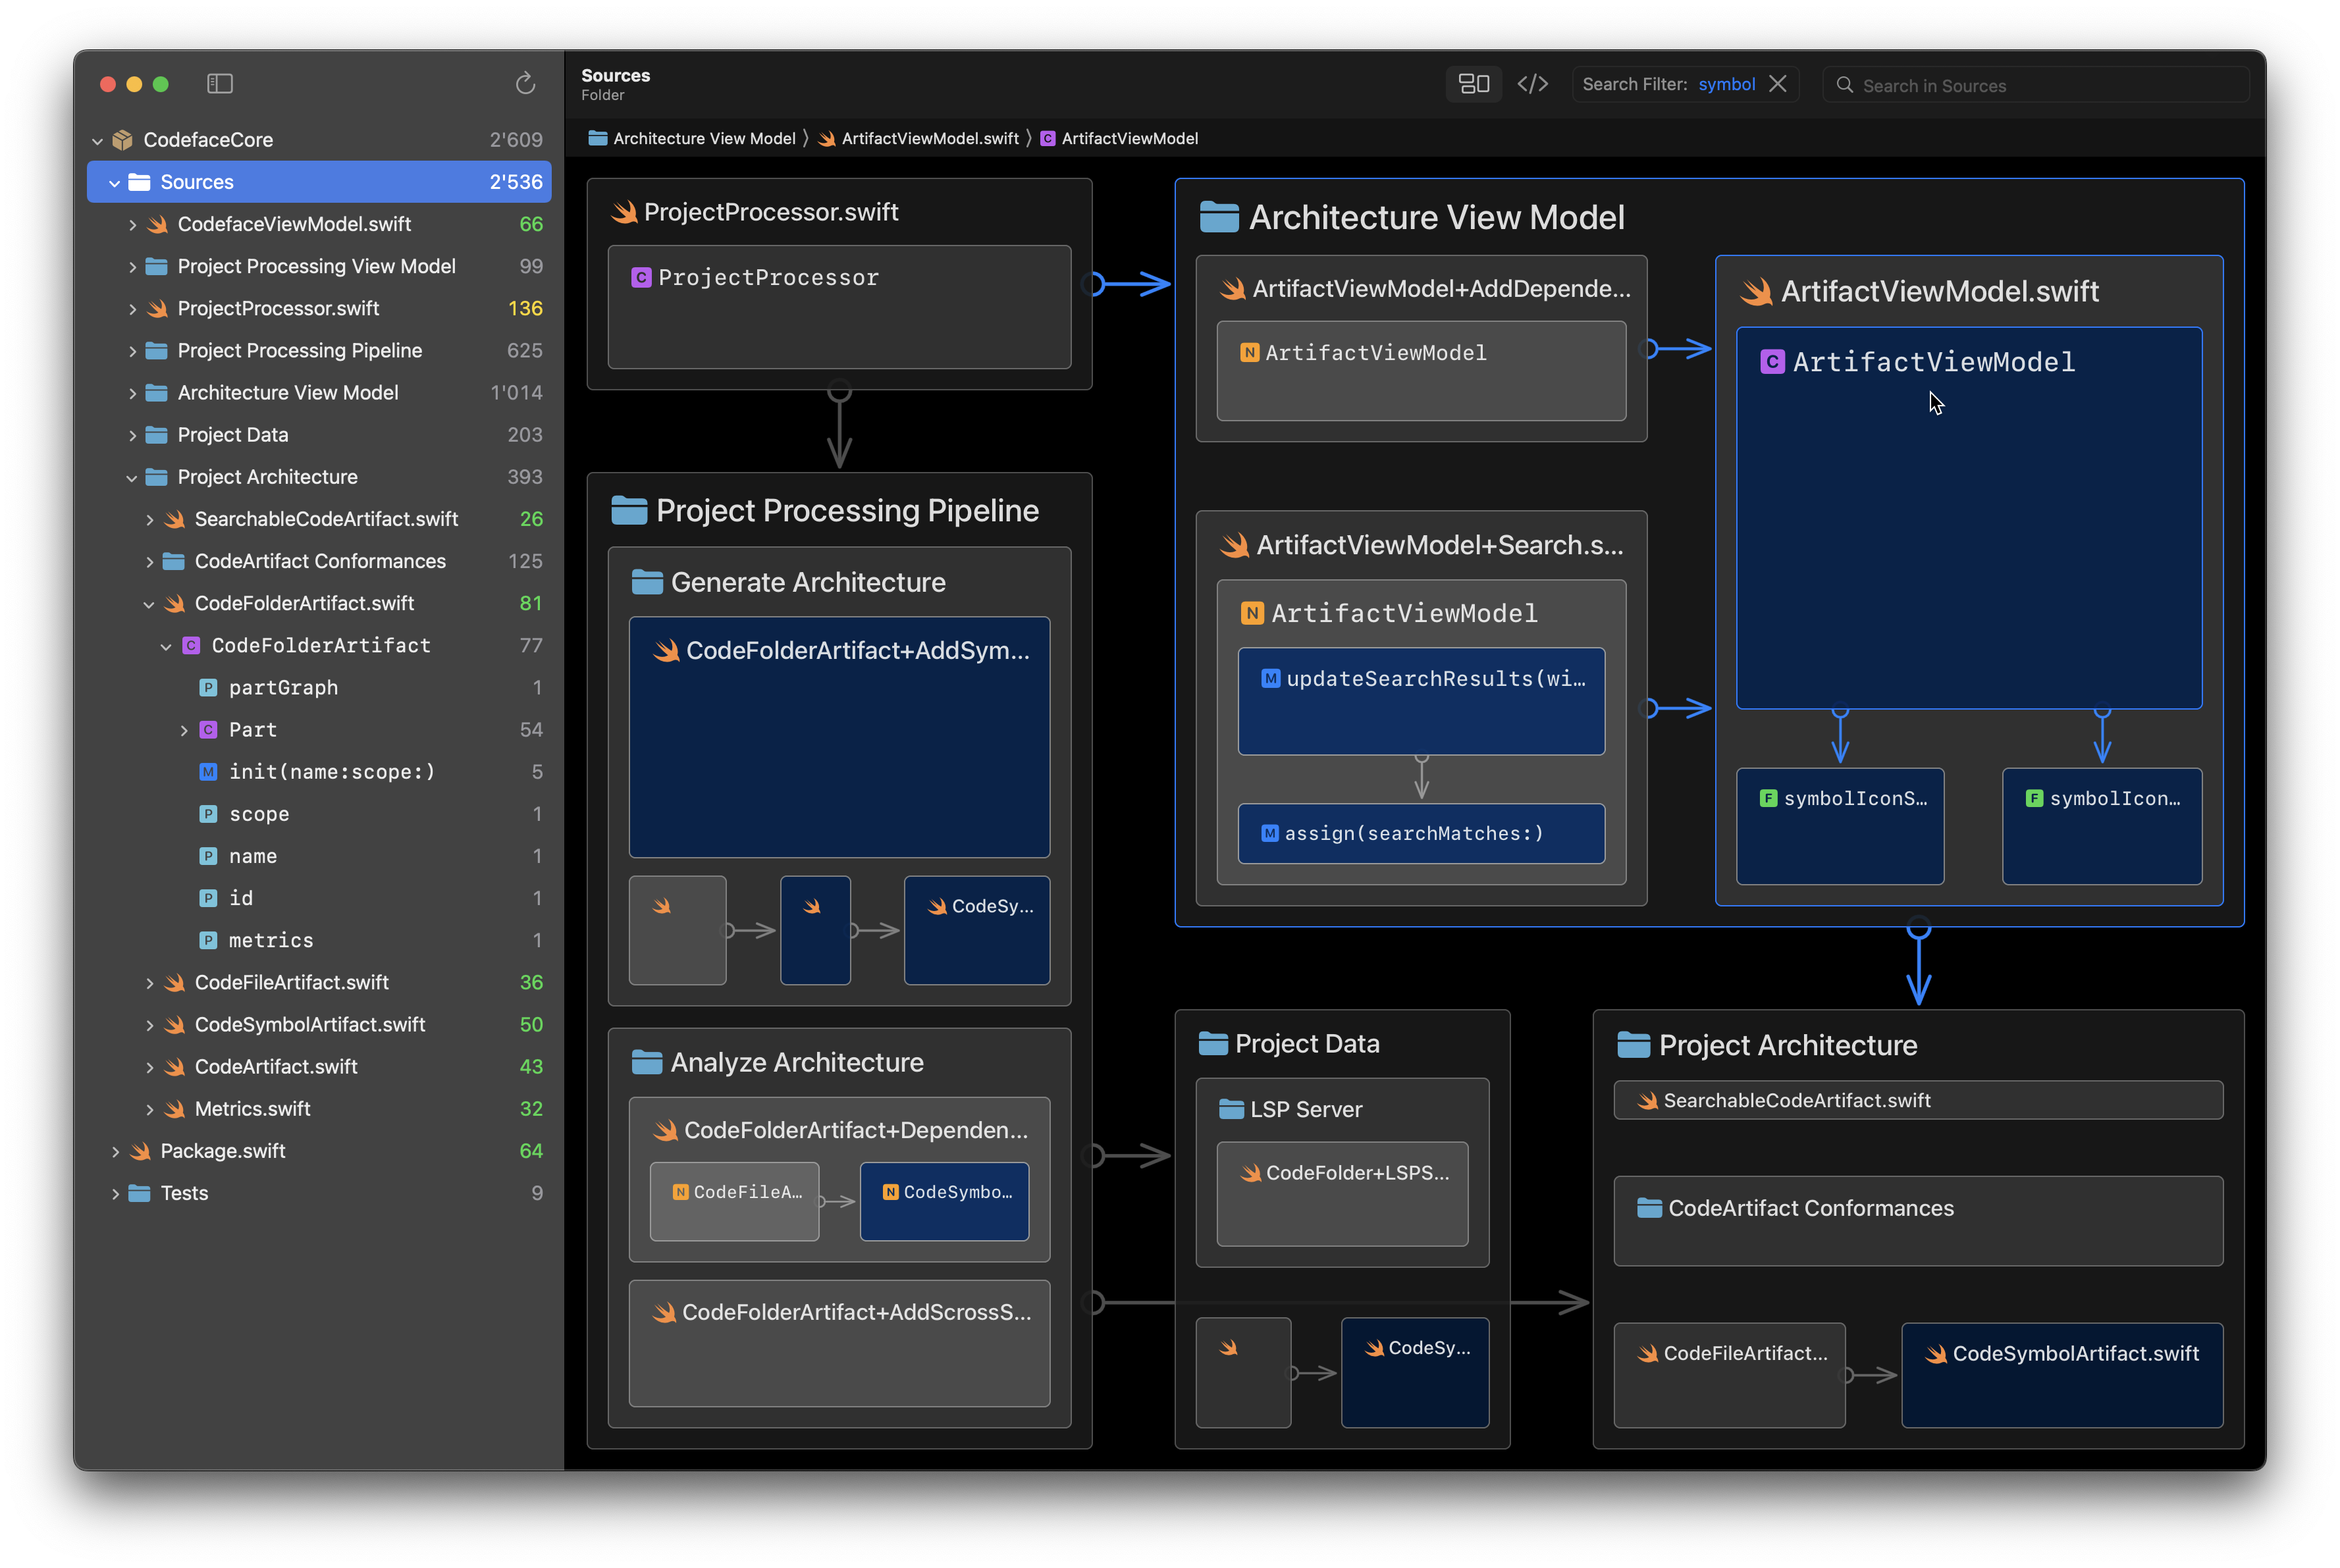 CodefaceCore 2'609
Sources 2'536
CodefaceViewModel.swift 66
Project Processing View Model 99
ProjectProcessor.swift 136
Project Processing Pipeline 625
Architecture View Model 1'014
Project Data 203
Project Architecture 393
SearchableCodeArtifact.swift 26
CodeArtifact Conformances 125
CodeFolderArtifact.swift 81
C CodeFolderArtifact 77
P partGraph 1
C Part 54
M init(name:scope:) 5
P scope 1
P name 1
P id 1
P metrics 1
CodeFileArtifact.swift 36
CodeSymbolArtifact.swift 50
CodeArtifact.swift 43
Metrics.swift 32
Package.swift 64
Tests 9
Sources
Folder
Search Filter: symbol
Search in Sources
Architecture View Model ArtifactViewModel.swift C ArtifactViewModel
ProjectProcessor.swift
C ProjectProcessor
Project Processing Pipeline
Generate Architecture
CodeFolderArtifact+AddSym...
CodeSy...
Analyze Architecture
CodeFolderArtifact+Dependen...
N CodeFileA...
N CodeSymbo...
CodeFolderArtifact+AddScrossS...
Architecture View Model
ArtifactViewModel+AddDepende...
N ArtifactViewModel
ArtifactViewModel+Search.s...
N ArtifactViewModel
M updateSearchResults(wi...
M assign(searchMatches:)
ArtifactViewModel.swift
C ArtifactViewModel
F symbolIconS...
F symbolIcon...
Project Data
LSP Server
CodeFolder+LSPS...
CodeSy...
Project Architecture
SearchableCodeArtifact.swift
CodeArtifact Conformances
CodeFileArtifact...
CodeSymbolArtifact.swift